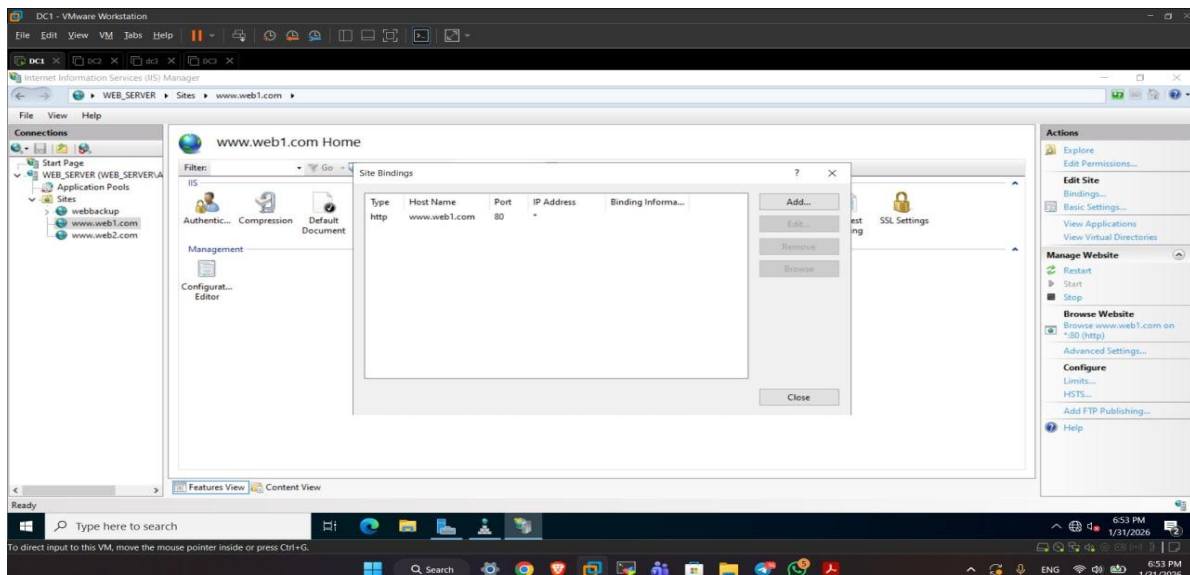 DC1 - VMware Workstation
File Edit View VM Tabs Help
DC1 DC2 dc3 DC3
Internet Information Services (IIS) Manager
WEB_SERVER Sites www.web1.com
File View Help
Connections
Start Page
WEB_SERVER (WEB_SERVER\A
Application Pools
Sites
webbackup
www.web1.com
www.web2.com
www.web1.com Home
Filter: Go
IIS
Authentic... Compression Default Document
SSL Settings
Management
Configurat... Editor
Site Bindings
? ×
Type Host Name Port IP Address Binding Informa...
http www.web1.com 80 *
Add...
Edit...
Remove
Browse
Close
Features View Content View
Actions
Explore
Edit Permissions...
Edit Site
Bindings...
Basic Settings...
View Applications
View Virtual Directories
Manage Website
Restart
Start
Stop
Browse Website
Browse www.web1.com on
*:80 (http)
Advanced Settings...
Configure
Limits...
HSTS...
Add FTP Publishing...
Help
Ready
Type here to search
6:53 PM
1/31/2026
To direct input to this VM, move the mouse pointer inside or press Ctrl+G.
Search
ENG
6:53 PM
1/31/2026